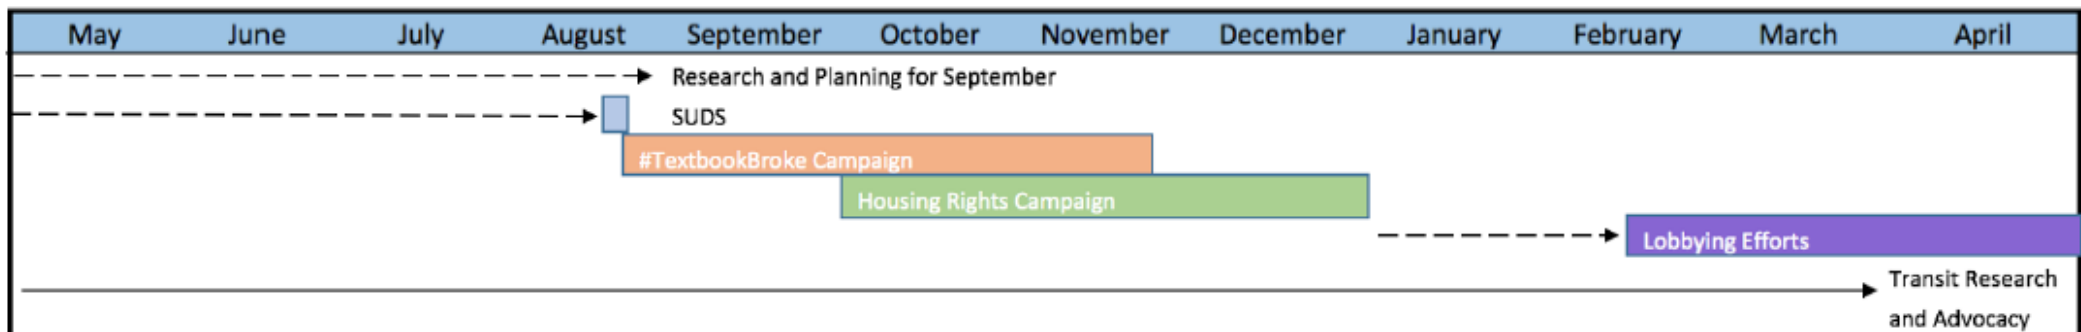 May June July August September October November December January February March April
Research and Planning for September
SUDS
#TextbookBroke Campaign
Housing Rights Campaign
Lobbying Efforts
Transit Research
and Advocacy